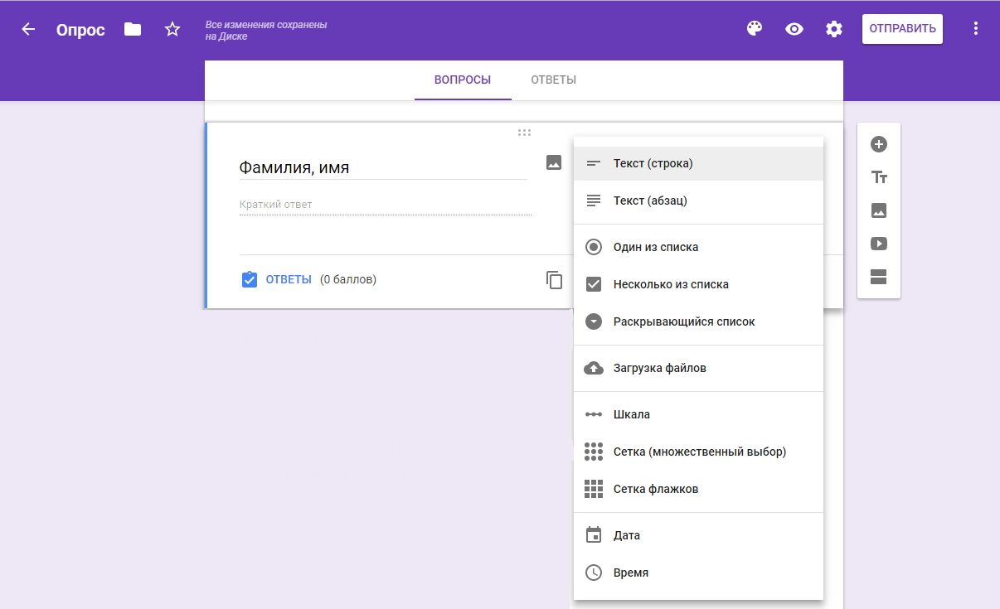 Опрос
Все изменения сохранены
на Диске
ОТПРАВИТЬ
ВОПРОСЫ
ОТВЕТЫ
Фамилия, имя
Краткий ответ
ОТВЕТЫ (0 баллов)
Текст (строка)
Текст (абзац)
Один из списка
Несколько из списка
Раскрывающийся список
Загрузка файлов
Шкала
Сетка (множественный выбор)
Сетка флажков
Дата
Время
Тт